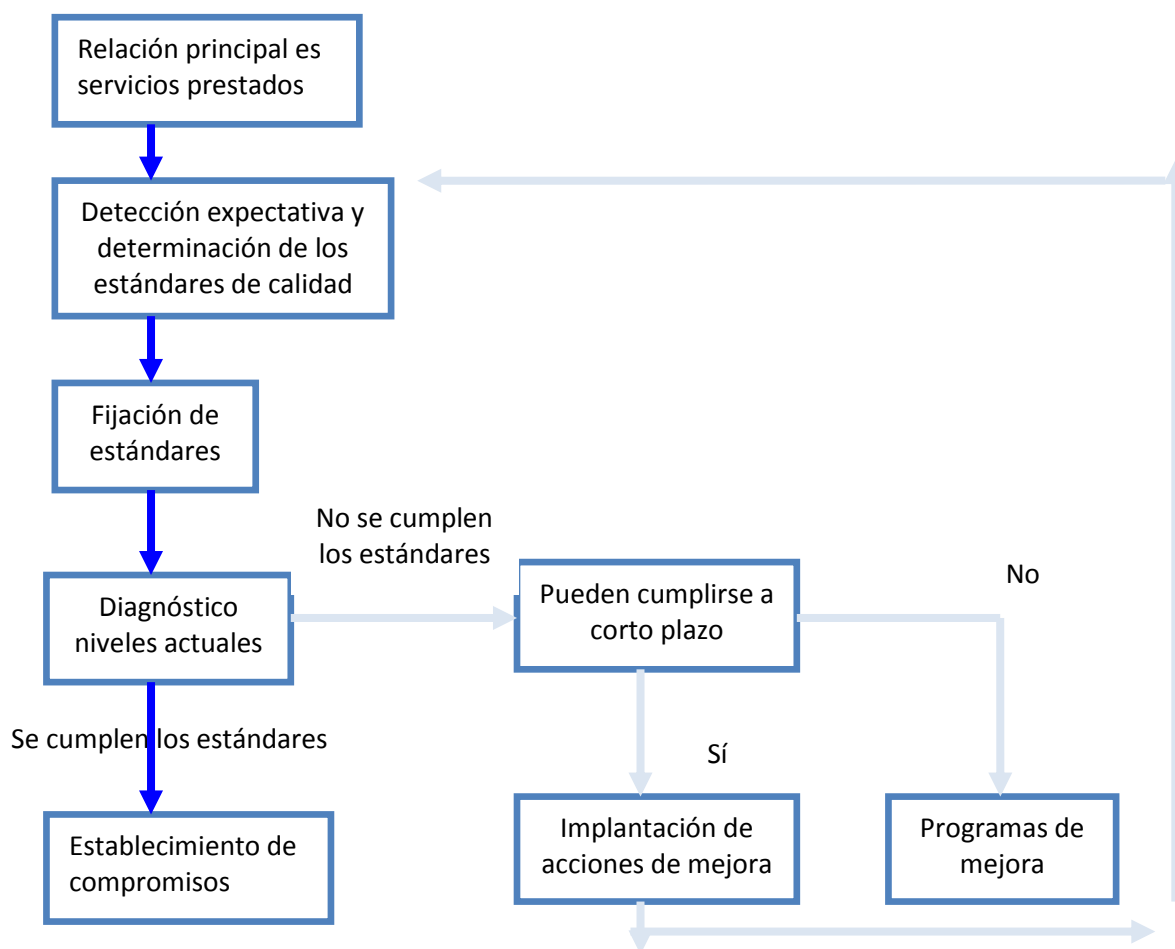 Relación principal es
servicios prestados
Detección expectativa y
determinación de los
estándares de calidad
Fijación de
estándares
No se cumplen
los estándares
Diagnóstico
niveles actuales
Pueden cumplirse a
corto plazo
No
Se cumplen los estándares
Sí
Establecimiento de
compromisos
Implantación de
acciones de mejora
Programas de
mejora